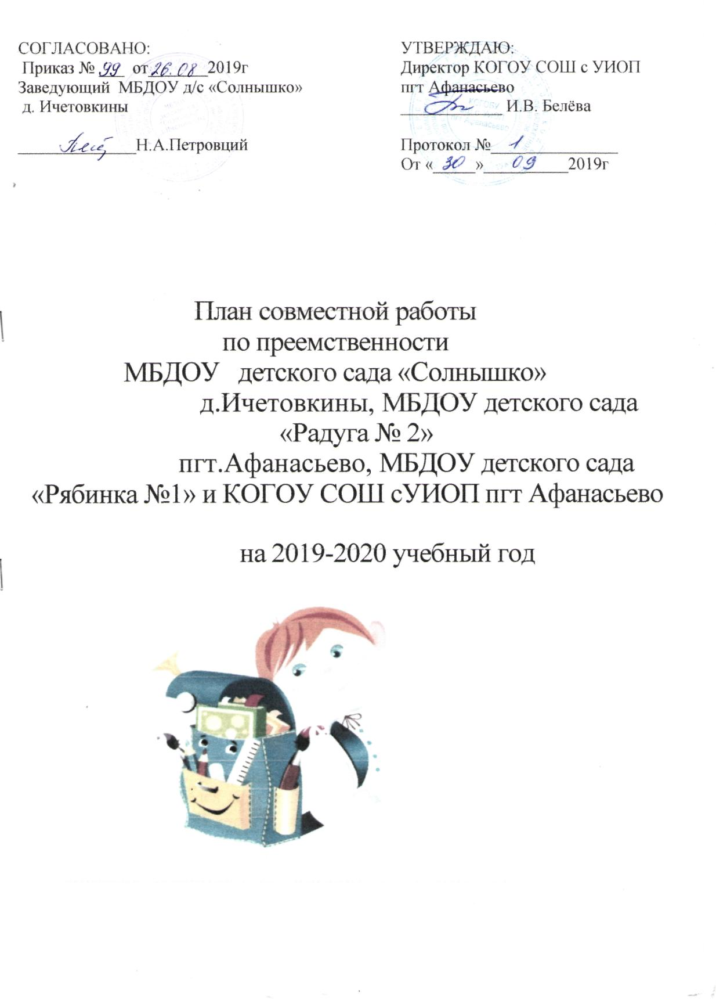 СОГЛАСОВАНО:
Приказ № 99 от 26.08 2019г
Заведующий МБДОУ д/с «Солнышко»
д. Ичетовкины
Н.А.Петровций
УТВЕРЖДАЮ:
Директор КОГОУ СОШ с УИОП
пгт Афанасьево
И.В. Белёва
Протокол № 1
От « 30 » 09 2019г
План совместной работы
по преемственности
МБДОУ детского сада «Солнышко»
д.Ичетовкины, МБДОУ детского сада
«Радуга № 2»
пгт.Афанасьево, МБДОУ детского сада
«Рябинка №1» и КОГОУ СОШ сУИОП пгт Афанасьево
на 2019-2020 учебный год